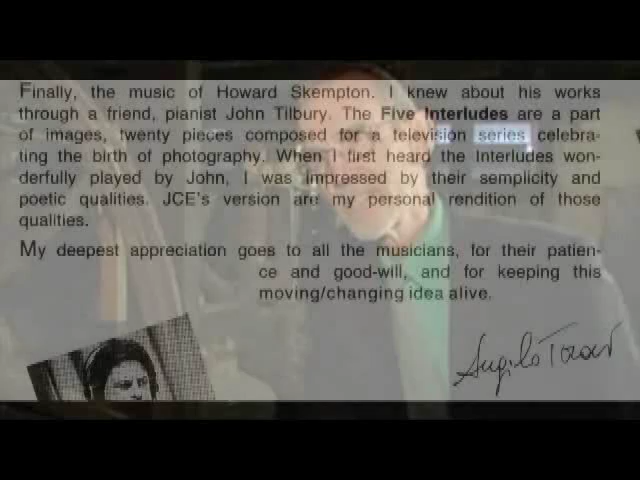 Finally, the music of Howard Skempton. I knew about his works
through a friend, pianist John Tilbury. The Five Interludes are a part
of images, twenty pieces composed for a television series celebra-
ting the birth of photography. When I first heard the Interludes won-
derfully played by John, I was impressed by their semplicity and
poetic qualities. JCE's version are my personal rendition of those
qualities.
My deepest appreciation goes to all the musicians, for their patien-
ce and good-will, and for keeping this
moving/changing idea alive.